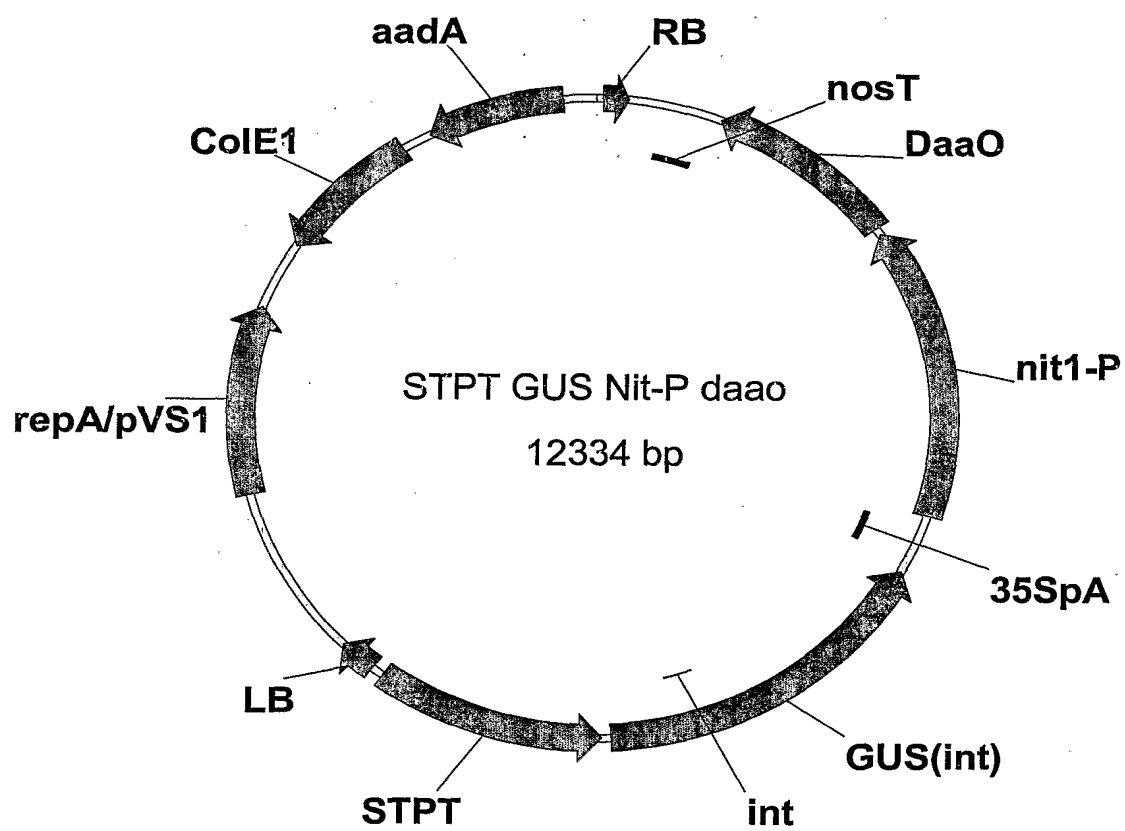 aadA
RB
nosT
DaaO
ColE1
nit1-P
STPT GUS Nit-P daao
12334 bp
repA/pVS1
35SpA
LB
GUS(int)
STPT
int